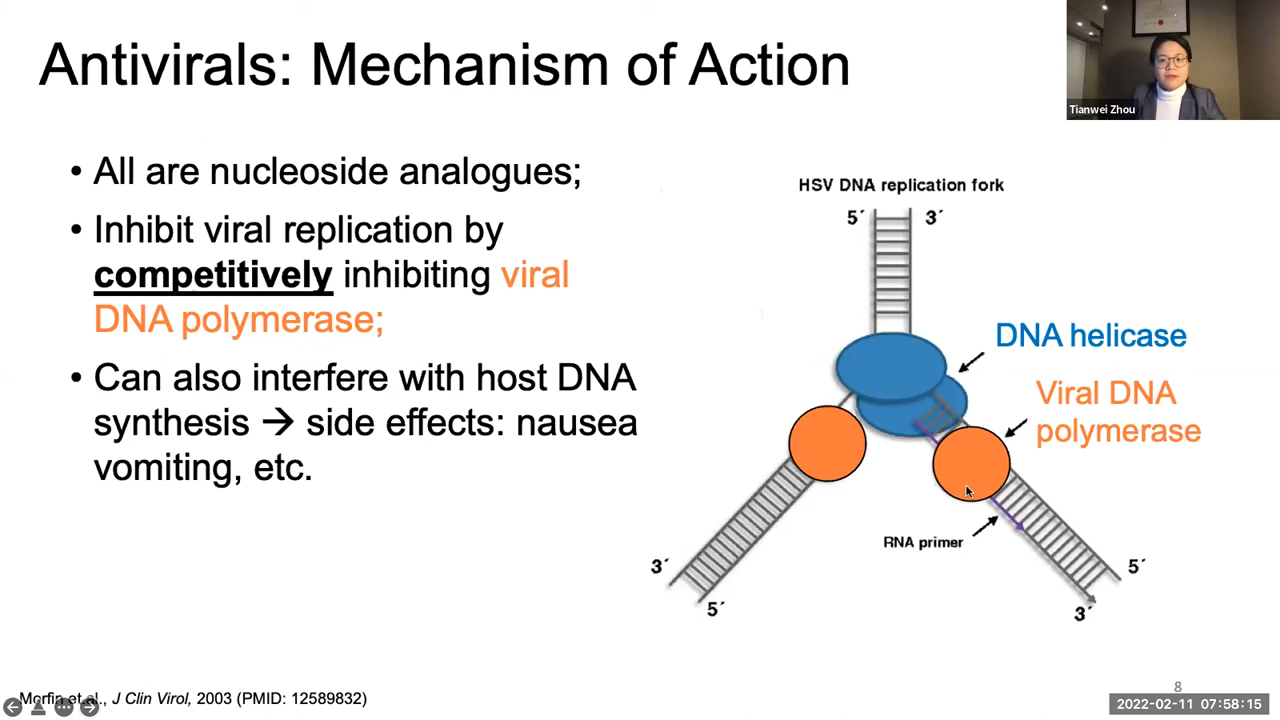 Antivirals: Mechanism of Action
Tianwei Zhou
• All are nucleoside analogues;
• Inhibit viral replication by
competitively inhibiting viral
DNA polymerase;
• Can also interfere with host DNA
synthesis → side effects: nausea
vomiting, etc.
HSV DNA replication fork
5´ 3´
DNA helicase
Viral DNA
polymerase
RNA primer
3´
5´
5´
3´
Morfin et al., J Clin Virol, 2003 (PMID: 12589832)
8
2022-02-11 07:58:15